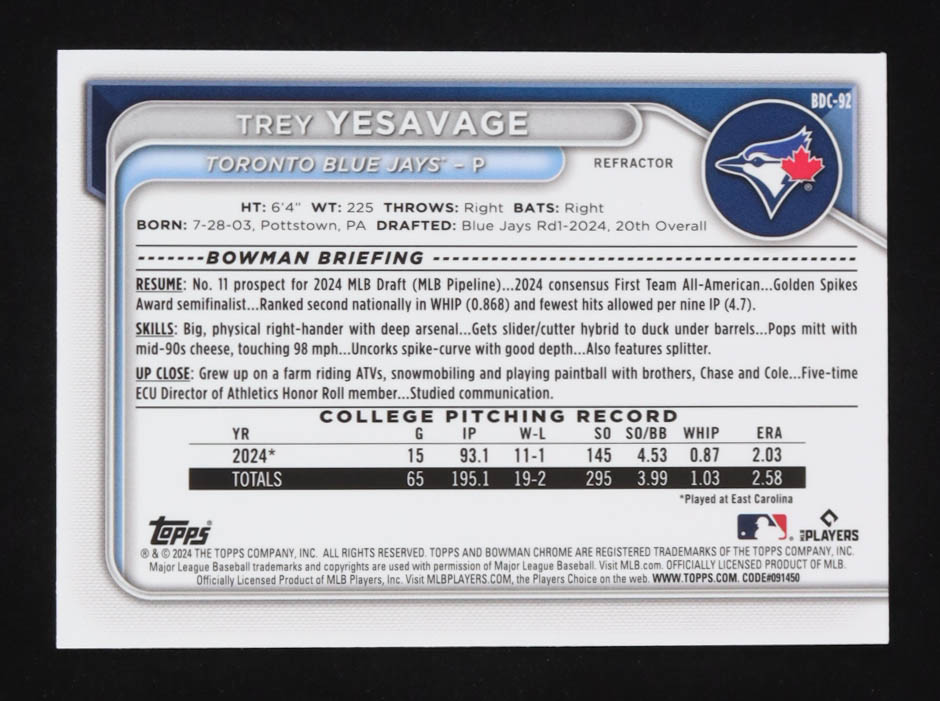 BDC-92
TREY YESAVAGE
TORONTO BLUE JAYS™ – P
REFRACTOR
HT: 6'4" WT: 225 THROWS: Right BATS: Right
BORN: 7-28-03, Pottstown, PA DRAFTED: Blue Jays Rd1-2024, 20th Overall
BOWMAN BRIEFING
RESUME: No. 11 prospect for 2024 MLB Draft (MLB Pipeline)...2024 consensus First Team All-American...Golden Spikes
Award semifinalist...Ranked second nationally in WHIP (0.868) and fewest hits allowed per nine IP (4.7).
SKILLS: Big, physical right-hander with deep arsenal...Gets slider/cutter hybrid to duck under barrels...Pops mitt with
mid-90s cheese, touching 98 mph...Uncorks spike-curve with good depth...Also features splitter.
UP CLOSE: Grew up on a farm riding ATVs, snowmobiling and playing paintball with brothers, Chase and Cole...Five-time
ECU Director of Athletics Honor Roll member...Studied communication.
COLLEGE PITCHING RECORD
YR G IP W-L SO SO/BB WHIP ERA
2024* 15 93.1 11-1 145 4.53 0.87 2.03
TOTALS 65 195.1 19-2 295 3.99 1.03 2.58
*Played at East Carolina
Topps®
MLB PLAYERS
® & © 2024 THE TOPPS COMPANY, INC. ALL RIGHTS RESERVED. TOPPS AND BOWMAN CHROME ARE REGISTERED TRADEMARKS OF THE TOPPS COMPANY, INC.
Major League Baseball trademarks and copyrights are used with permission of Major League Baseball. Visit MLB.com. OFFICIALLY LICENSED PRODUCT OF MLB.
Officially Licensed Product of MLB Players, Inc. Visit MLBPLAYERS.COM, the Players Choice on the web. WWW.TOPPS.COM. CODE#091450